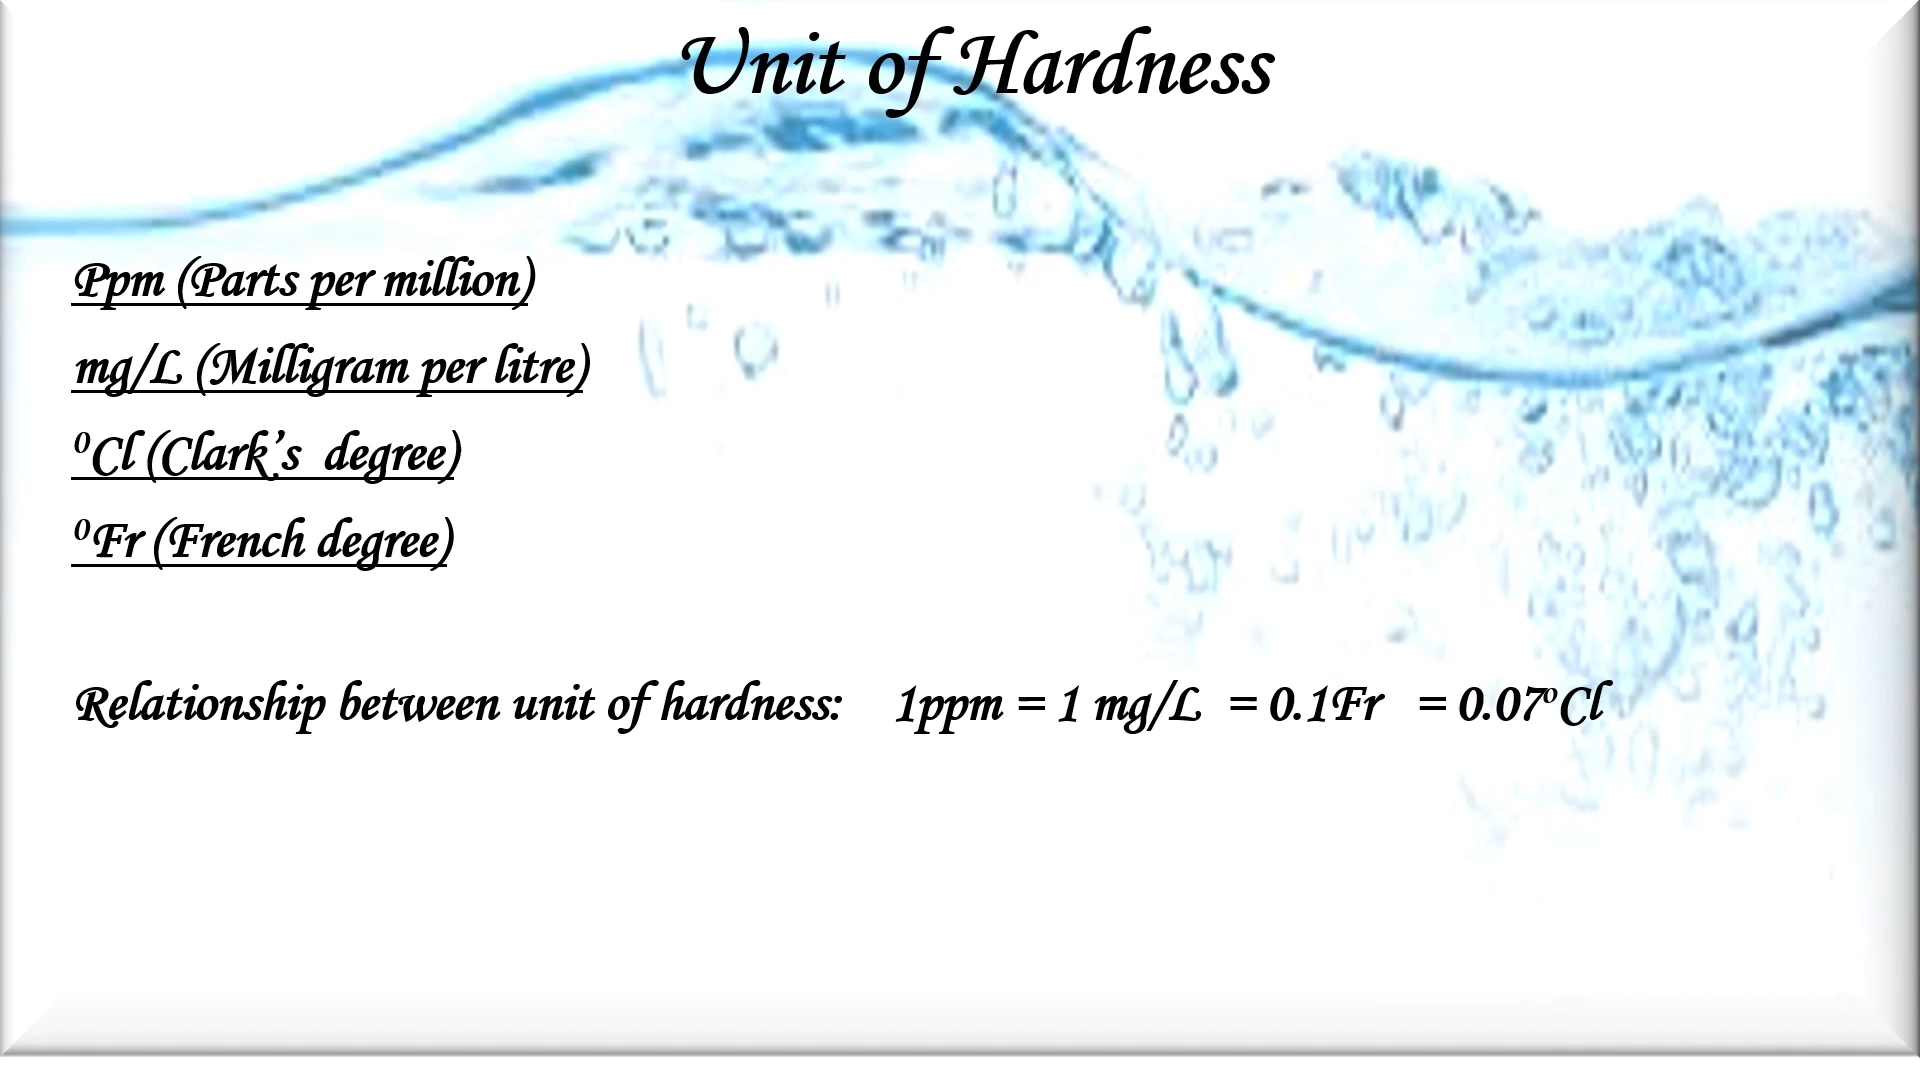 Unit of Hardness
Ppm (Parts per million)
mg/L (Milligram per litre)
⁰Cl (Clark’s degree)
⁰Fr (French degree)
Relationship between unit of hardness: 1ppm = 1 mg/L = 0.1Fr = 0.07ºCl